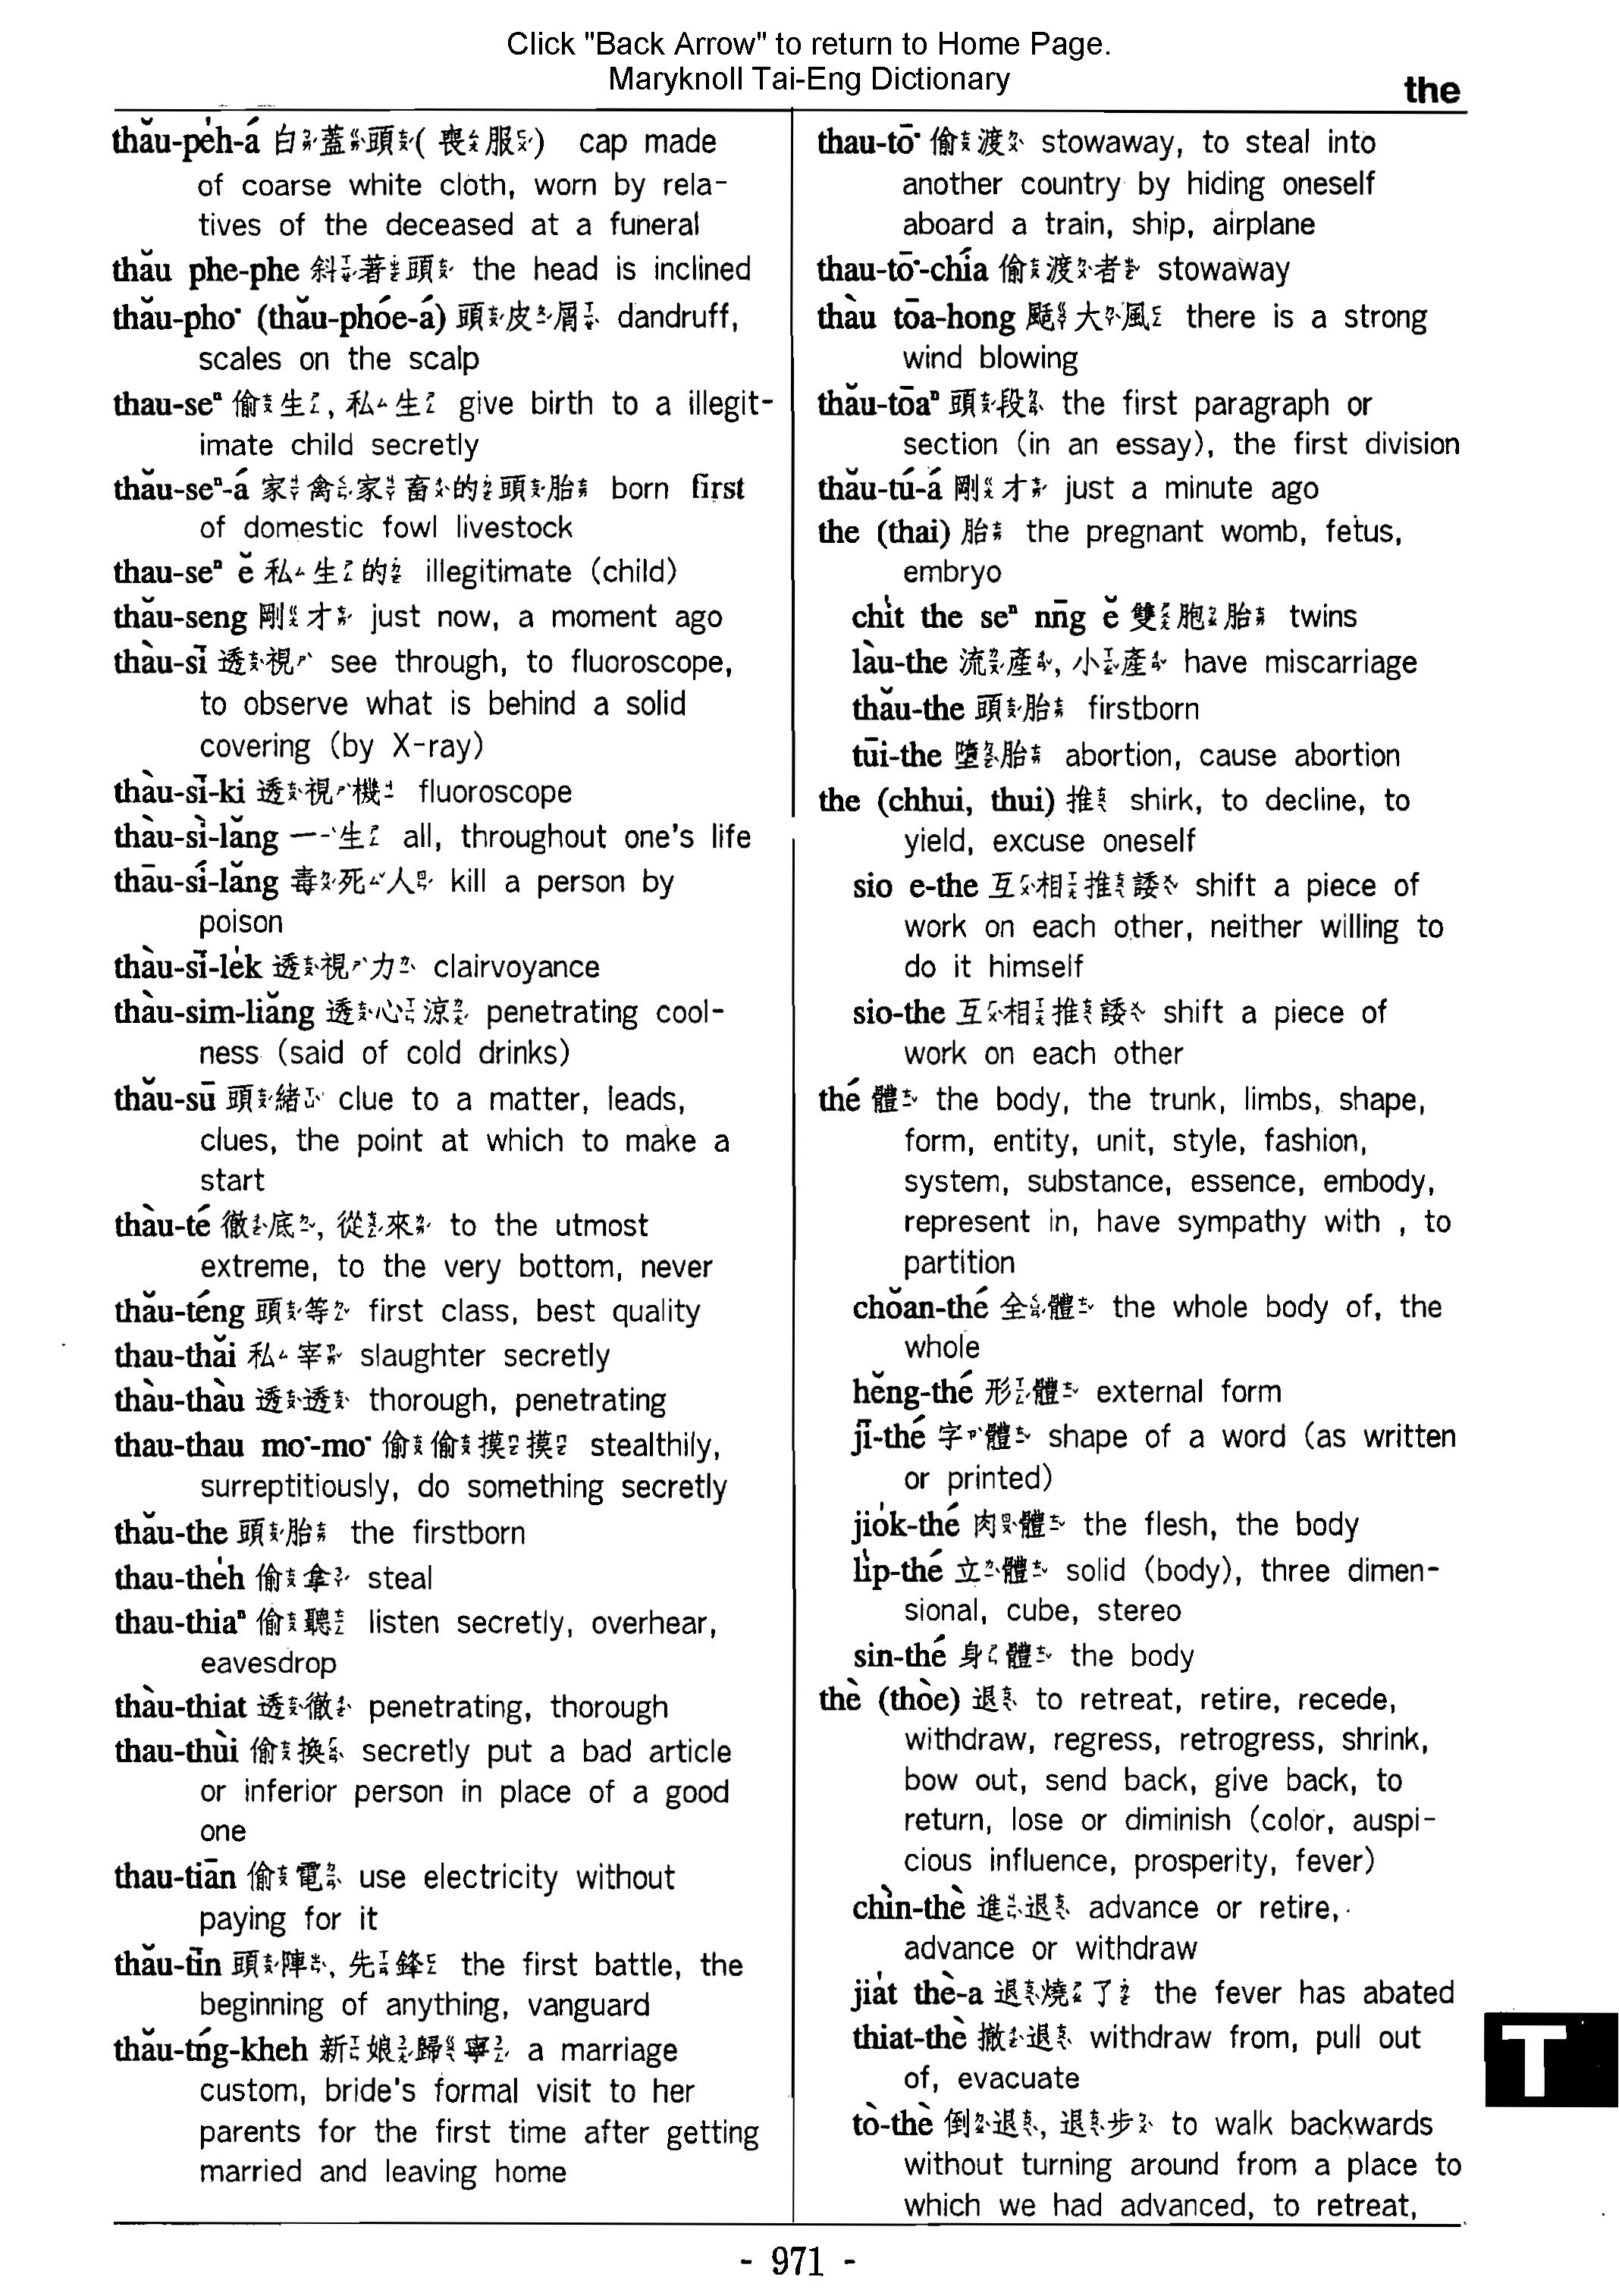 Click "Back Arrow" to return to Home Page.
Maryknoll Tai-Eng Dictionary
the
thău-pe̍h-á 白蓋頭(喪服) cap made
of coarse white cloth, worn by rela-
tives of the deceased at a funeral
thău phe-phe 斜著頭 the head is inclined
thău-pho͘ (thău-phóe-á) 頭皮屑 dandruff,
scales on the scalp
thau-seⁿ 偷生, 私生 give birth to a illegit-
imate child secretly
thău-seⁿ-á 家禽家畜的頭胎 born first
of domestic fowl livestock
thau-seⁿ ĕ 私生的 illegitimate (child)
thău-seng 剛才 just now, a moment ago
thàu-sī 透視 see through, to fluoroscope,
to observe what is behind a solid
covering (by X-ray)
thàu-sī-ki 透視機 fluoroscope
thàu-sì-lăng 一生 all, throughout one's life
thāu-sí-lăng 毒死人 kill a person by
poison
thàu-sī-le̍k 透視力 clairvoyance
thàu-sim-liăng 透心涼 penetrating cool-
ness (said of cold drinks)
thău-sū 頭緒 clue to a matter, leads,
clues, the point at which to make a
start
thàu-té 徹底, 從來 to the utmost
extreme, to the very bottom, never
thău-téng 頭等 first class, best quality
thau-thăi 私宰 slaughter secretly
thàu-thàu 透透 thorough, penetrating
thau-thau mo͘-mo͘ 偷偷摸摸 stealthily,
surreptitiously, do something secretly
thău-the 頭胎 the firstborn
thau-the̍h 偷拿 steal
thau-thiaⁿ 偷聽 listen secretly, overhear,
eavesdrop
thàu-thiat 透徹 penetrating, thorough
thau-thùi 偷換 secretly put a bad article
or inferior person in place of a good
one
thau-tiān 偷電 use electricity without
paying for it
thău-tīn 頭陣, 先鋒 the first battle, the
beginning of anything, vanguard
thău-tńg-kheh 新娘歸寧 a marriage
custom, bride's formal visit to her
parents for the first time after getting
married and leaving home
thau-tō͘ 偷渡 stowaway, to steal into
another country by hiding oneself
aboard a train, ship, airplane
thau-tō͘-chía 偷渡者 stowaway
thàu tōa-hong 颳大風 there is a strong
wind blowing
thău-tōaⁿ 頭段 the first paragraph or
section (in an essay), the first division
thău-tú-á 剛才 just a minute ago
the (thai) 胎 the pregnant womb, fetus,
embryo
chi̍t the seⁿ nn̄g ĕ 雙胞胎 twins
làu-the 流產, 小產 have miscarriage
thău-the 頭胎 firstborn
tūi-the 墮胎 abortion, cause abortion
the (chhui, thui) 推 shirk, to decline, to
yield, excuse oneself
sio e-the 互相推諉 shift a piece of
work on each other, neither willing to
do it himself
sio-the 互相推諉 shift a piece of
work on each other
thé 體 the body, the trunk, limbs, shape,
form, entity, unit, style, fashion,
system, substance, essence, embody,
represent in, have sympathy with , to
partition
chŏan-thé 全體 the whole body of, the
whole
hĕng-thé 形體 external form
jī-thé 字體 shape of a word (as written
or printed)
jio̍k-thé 肉體 the flesh, the body
li̍p-thé 立體 solid (body), three dimen-
sional, cube, stereo
sin-thé 身體 the body
thè (thòe) 退 to retreat, retire, recede,
withdraw, regress, retrogress, shrink,
bow out, send back, give back, to
return, lose or diminish (color, auspi-
cious influence, prosperity, fever)
chìn-thè 進退 advance or retire,
advance or withdraw
jia̍t thè-a 退燒了 the fever has abated
thiat-thè 撤退 withdraw from, pull out
of, evacuate
tò-thè 倒退, 退步 to walk backwards
without turning around from a place to
which we had advanced, to retreat,
T
- 971 -